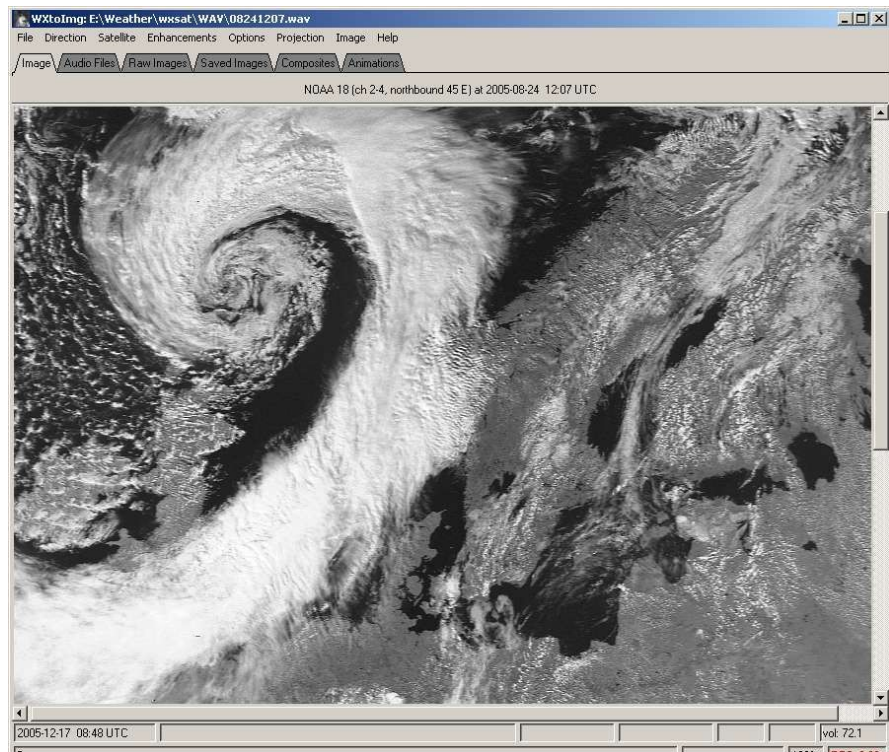 WXtoImg: E:\Weather\wxsat\WAV\08241207.wav
File Direction Satellite Enhancements Options Projection Image Help
Image Audio Files Raw Images Saved Images Composites Animations
NOAA 18 (ch 2-4, northbound 45 E) at 2005-08-24 12:07 UTC
2005-12-17 08:48 UTC vol: 72.1